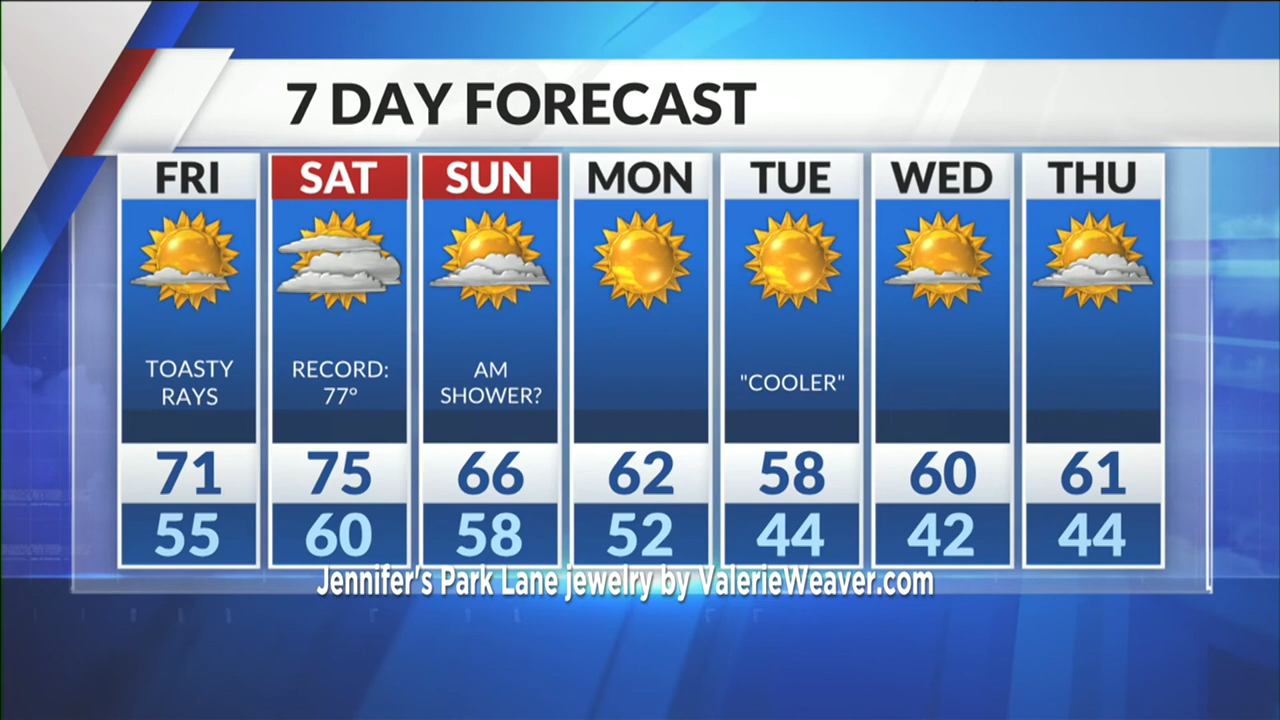 7 DAY FORECAST
FRI SAT SUN MON TUE WED THU
TOASTY
RAYS
RECORD:
77°
AM
SHOWER?
"COOLER"
71 75 66 62 58 60 61
55 60 58 52 44 42 44
Jennifer's Park Lane jewelry by ValerieWeaver.com